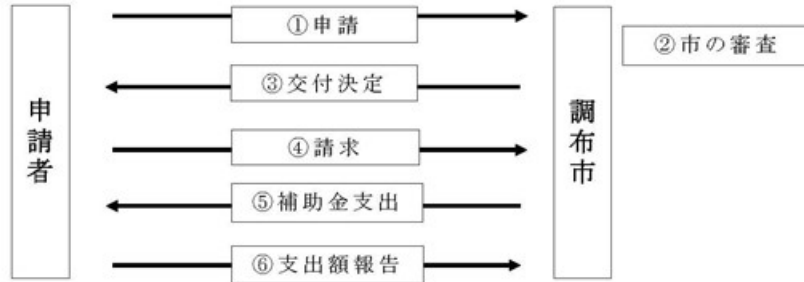 ①申請
②市の審査
③交付決定
申請者
調布市
④請求
⑤補助金支出
⑥支出額報告